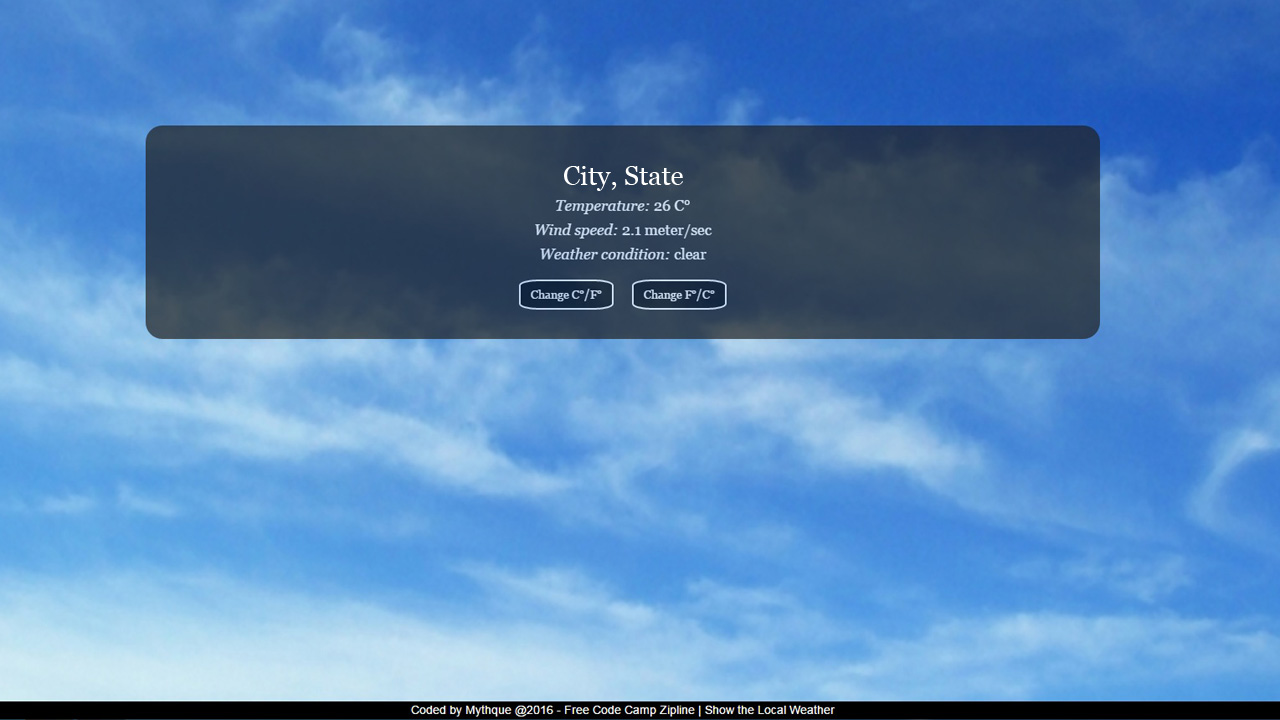 City, State
Temperature: 26 C°
Wind speed: 2.1 meter/sec
Weather condition: clear
Change C°/F° Change F°/C°
Coded by Mythque @2016 - Free Code Camp Zipline | Show the Local Weather